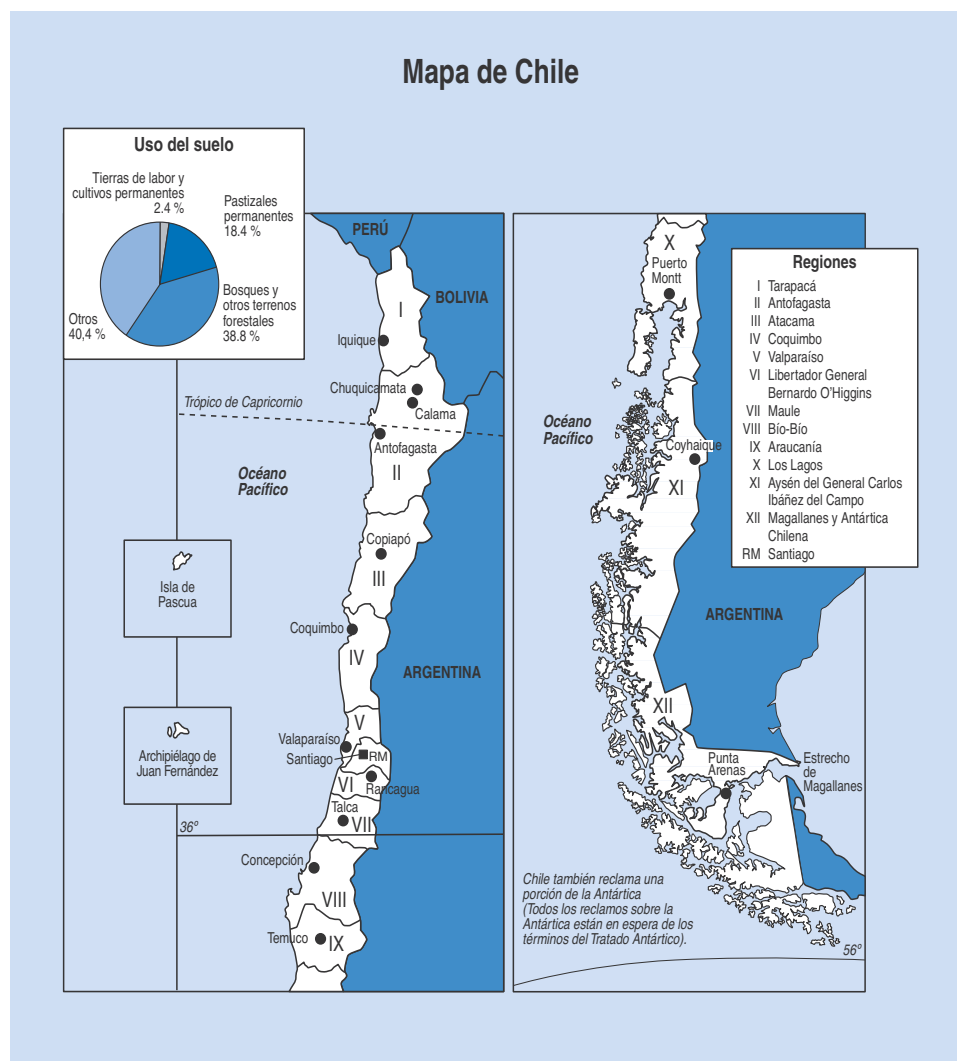 Mapa de Chile
Uso del suelo
Tierras de labor y
cultivos permanentes
2.4 %
Pastizales
permanentes
18.4 %
Bosques y
otros terrenos
forestales
38.8 %
Otros
40,4 %
PERÚ
BOLIVIA
I
Iquique
Chuquicamata
Calama
Trópico de Capricornio
Antofagasta
II
Océano
Pacífico
Copiapó
III
Isla de
Pascua
Coquimbo
IV
ARGENTINA
V
Valaparaíso
Santiago
RM
Archipiélago de
Juan Fernández
VI
Rancagua
Talca
VII
36º
Concepción
VIII
Temuco
IX
X
Puerto
Montt
Océano
Pacífico
Coyhaique
XI
Regiones
I Tarapacá
II Antofagasta
III Atacama
IV Coquimbo
V Valparaíso
VI Libertador General
Bernardo O'Higgins
VII Maule
VIII Bío-Bío
IX Araucanía
X Los Lagos
XI Aysén del General Carlos
Ibáñez del Campo
XII Magallanes y Antártica
Chilena
RM Santiago
ARGENTINA
XII
Punta
Arenas
Estrecho
de
Magallanes
Chile también reclama una
porción de la Antártica
(Todos los reclamos sobre la
Antártica están en espera de los
términos del Tratado Antártico).
56º